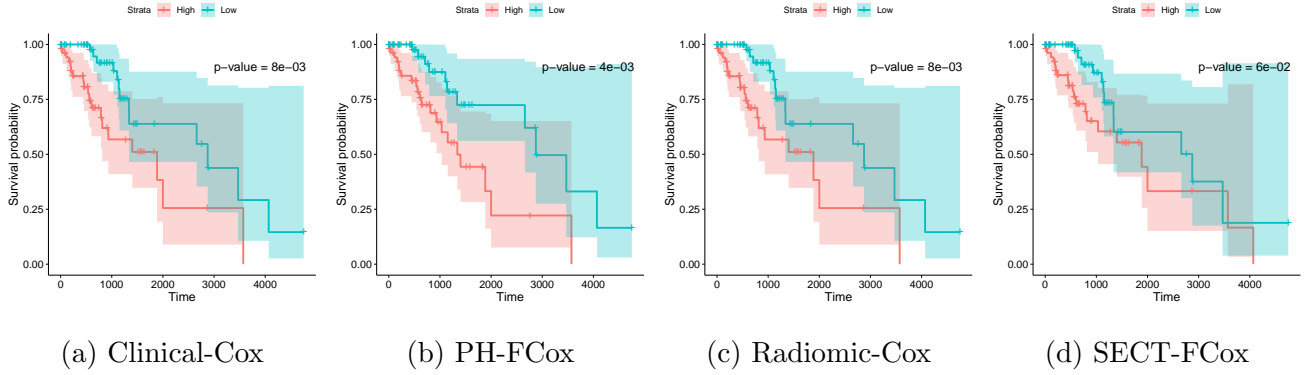 Strata High Low
1.00
0.75
0.50
0.25
0.00
Survival probability
p−value = 8e−03
0 1000 2000 3000 4000
Time
(a) Clinical-Cox
Strata High Low
1.00
0.75
0.50
0.25
0.00
Survival probability
p−value = 4e−03
0 1000 2000 3000 4000
Time
(b) PH-FCox
Strata High Low
1.00
0.75
0.50
0.25
0.00
Survival probability
p−value = 8e−03
0 1000 2000 3000 4000
Time
(c) Radiomic-Cox
Strata High Low
1.00
0.75
0.50
0.25
0.00
Survival probability
p−value = 6e−02
0 1000 2000 3000 4000
Time
(d) SECT-FCox